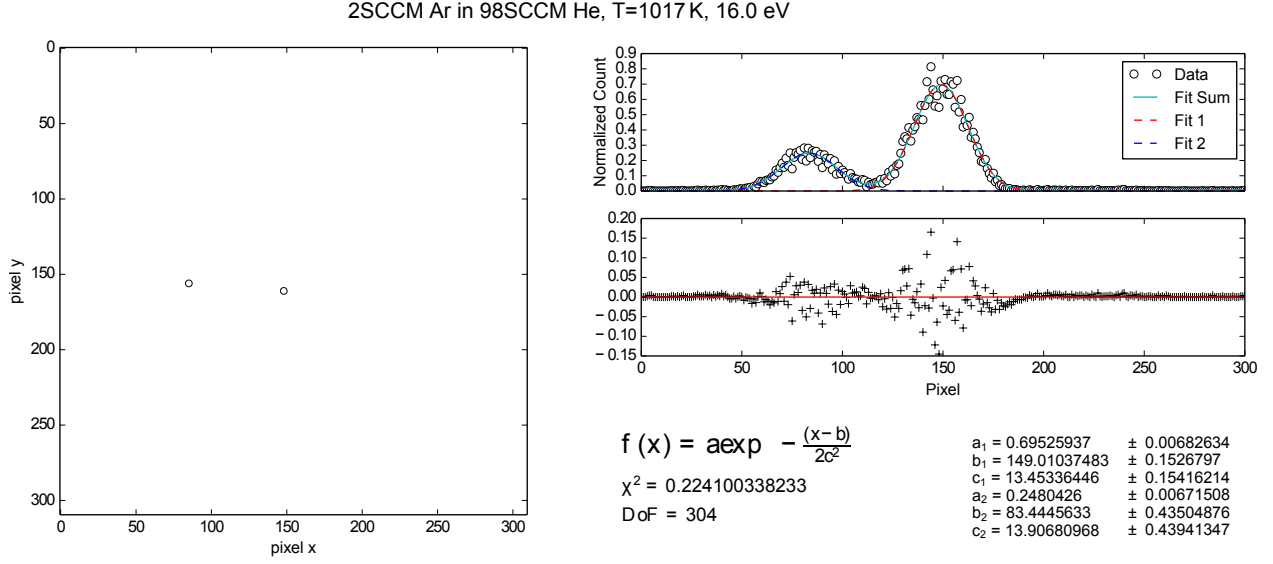 2SCCM Ar in 98SCCM He, T=1017 K, 16.0 eV
0
50
100
150
200
250
300
pixel y
0
50
100
150
200
250
300
pixel x
0.9
0.8
0.7
0.6
0.5
0.4
0.3
0.2
0.1
0.0
Normalized Count
Data
Fit Sum
Fit 1
Fit 2
0.20
0.15
0.10
0.05
0.00
−0.05
−0.10
−0.15
0
50
100
150
200
250
300
Pixel
f (x) = aexp − (x−b)/2c²
χ² = 0.224100338233
DoF = 304
a₁ = 0.69525937 ± 0.00682634
b₁ = 149.01037483 ± 0.1526797
c₁ = 13.45336446 ± 0.15416214
a₂ = 0.2480426 ± 0.00671508
b₂ = 83.4445633 ± 0.43504876
c₂ = 13.90680968 ± 0.43941347